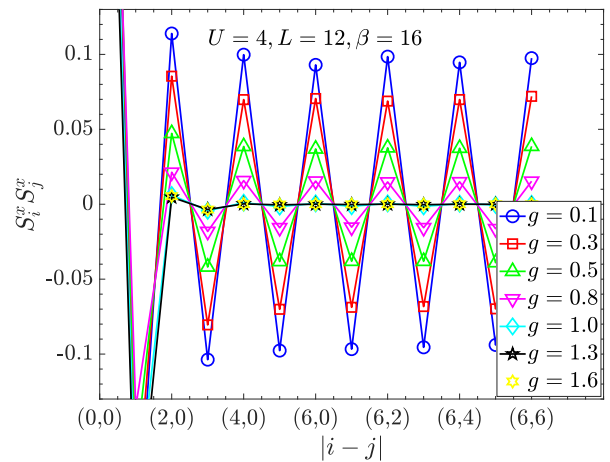 U = 4, L = 12, β = 16
0.1
0.05
0
-0.05
-0.1
S_i^x S_j^x
(0,0) (2,0) (4,0) (6,0) (6,2) (6,4) (6,6)
|i − j|
g = 0.1
g = 0.3
g = 0.5
g = 0.8
g = 1.0
g = 1.3
g = 1.6